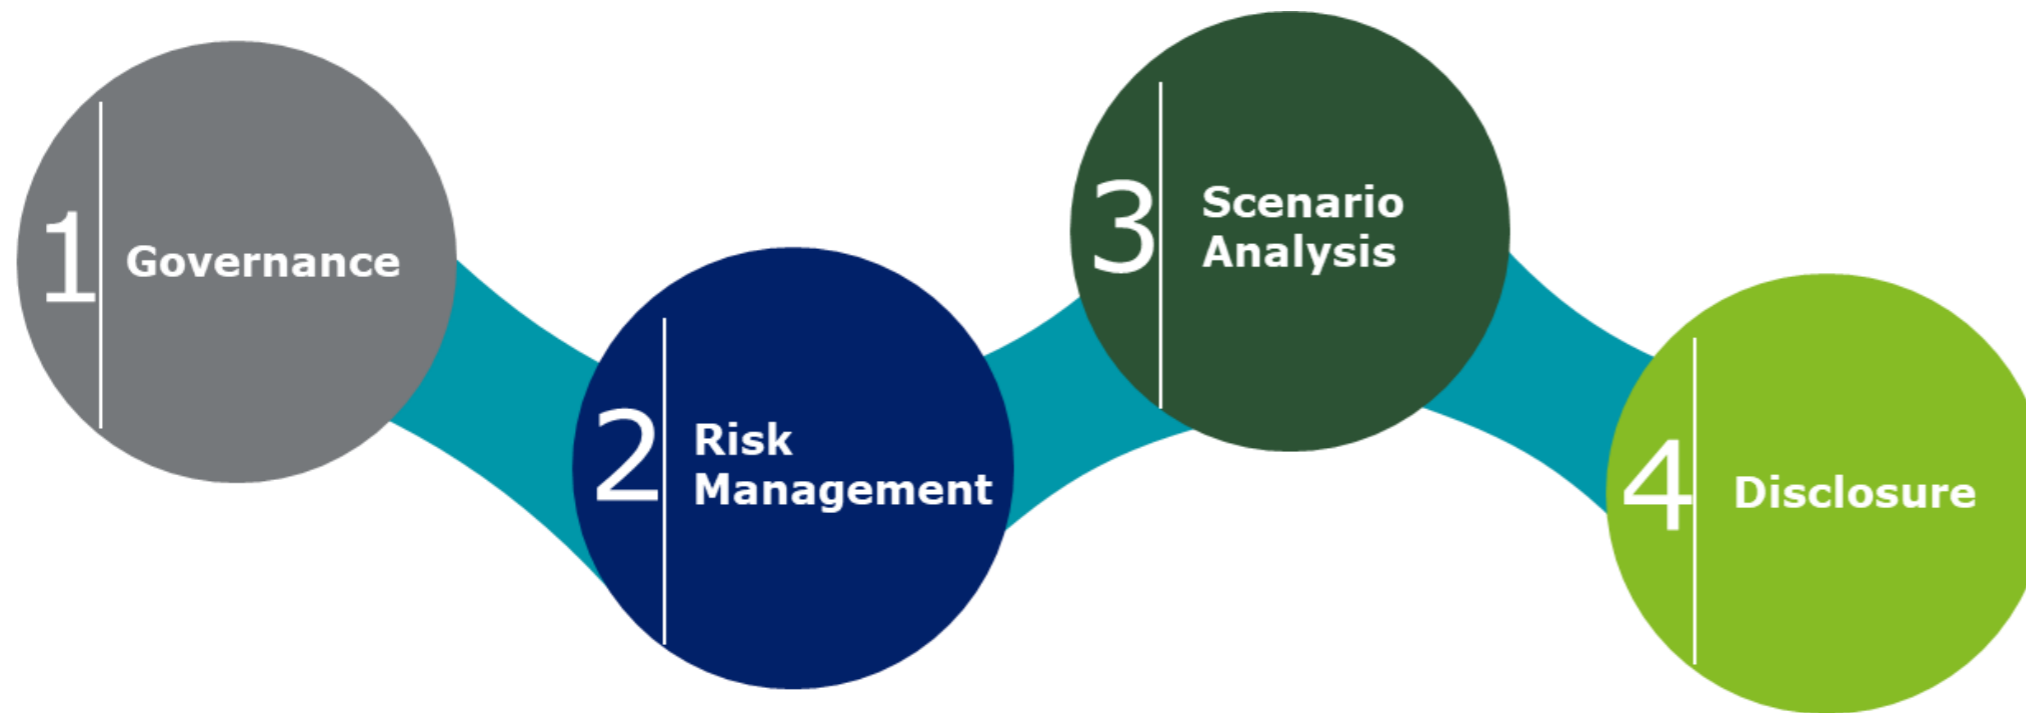 1
Governance
2
Risk
Management
3
Scenario
Analysis
4
Disclosure